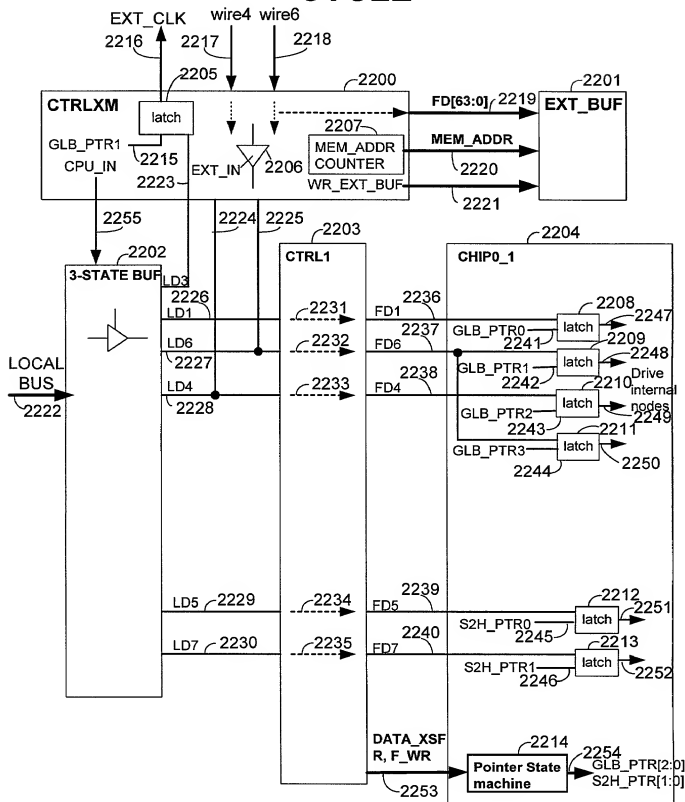 EXT_CLK
wire4 wire6
2216
2217
2218
2205
2200
2201
CTRLXM
latch
FD[63:0]
2219
EXT_BUF
GLB_PTR1
2215
2207
MEM_ADDR
CPU_IN
2223
EXT_IN
2206
MEM_ADDR
COUNTER
2220
WR_EXT_BUF
2221
2255
2224
2225
2202
2203
2204
3-STATE BUF
CTRL1
CHIP0_1
LD3
2226
LD1
2231
FD1
2236
2208
latch
2247
GLB_PTR0
2241
LD6
2227
2232
FD6
2237
2209
latch
2248
GLB_PTR1
2242
Drive
internal
nodes
LOCAL
BUS
2222
LD4
2228
2233
FD4
2238
2210
latch
2249
GLB_PTR2
2243
2211
latch
2250
GLB_PTR3
2244
LD5
2229
2234
FD5
2239
2212
latch
2251
S2H_PTR0
2245
LD7
2230
2235
FD7
2240
2213
latch
2252
S2H_PTR1
2246
DATA_XSF
R, F_WR
2253
2214
Pointer State
machine
2254
GLB_PTR[2:0]
S2H_PTR[1:0]